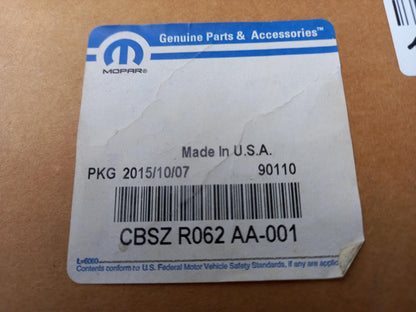 Genuine Parts & Accessories™
MOPAR®
Made In U.S.A.
PKG 2015/10/07 90110
CBSZ R062 AA-001
Contents conform to U.S. Federal Motor Vehicle Safety Standards, if any are applic